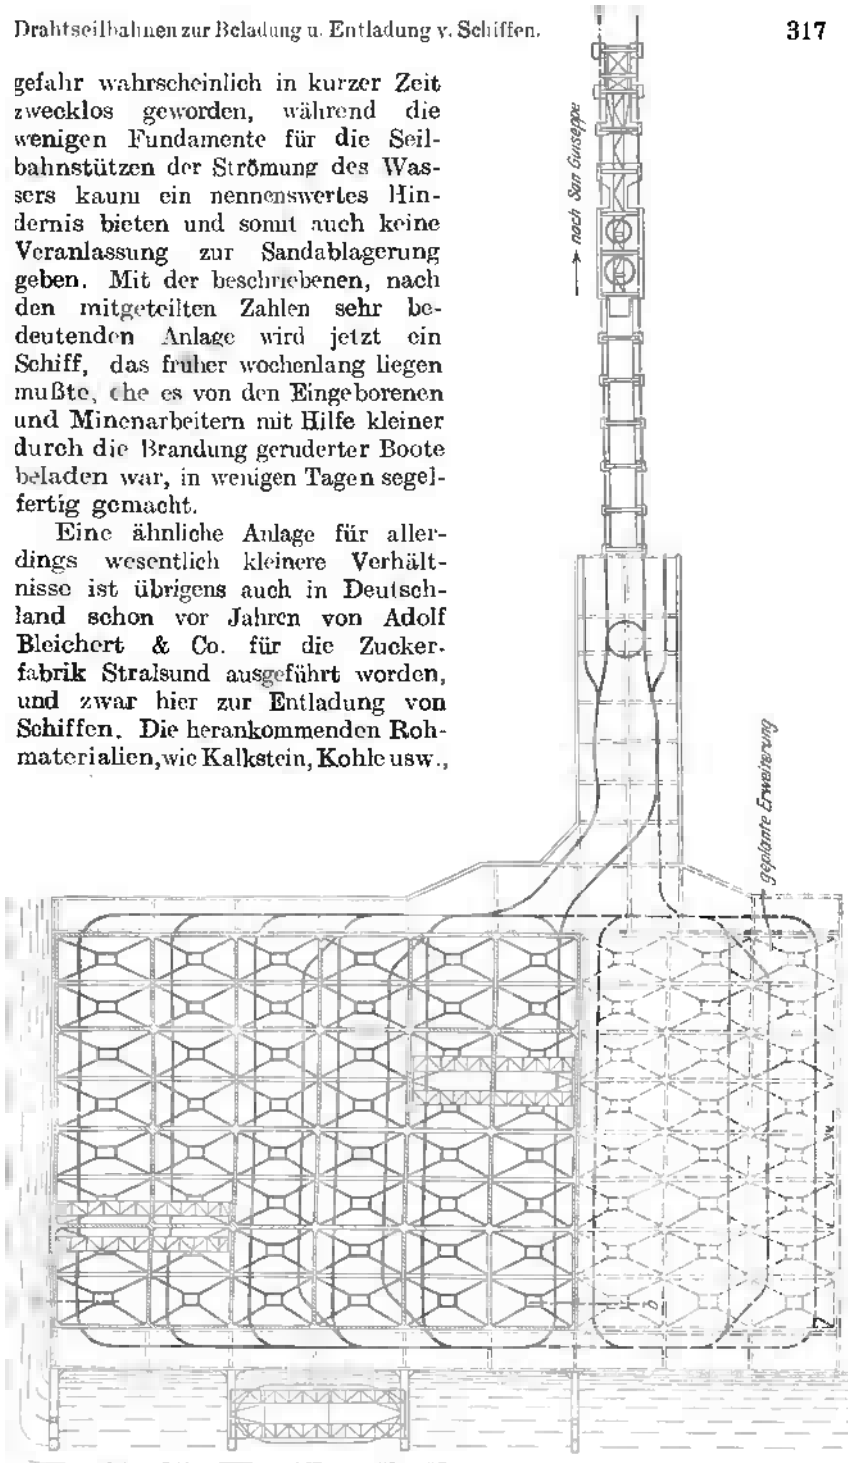 Drahtseilbahnen zur Beladung u. Entladung v. Schiffen.
317
gefahr wahrscheinlich in kurzer Zeit
zwecklos geworden, während die
wenigen Fundamente für die Seil-
bahnstützen der Strömung des Was-
sers kaum ein nennenswertes Hin-
dernis bieten und somit auch keine
Veranlassung zur Sandablagerung
geben. Mit der beschriebenen, nach
den mitgeteilten Zahlen sehr be-
deutenden Anlage wird jetzt ein
Schiff, das früher wochenlang liegen
mußte, ehe es von den Eingeborenen
und Minenarbeitern mit Hilfe kleiner
durch die Brandung geruderter Boote
beladen war, in wenigen Tagen segel-
fertig gemacht.
Eine ähnliche Anlage für aller-
dings wesentlich kleinere Verhält-
nisse ist übrigens auch in Deutsch-
land schon vor Jahren von Adolf
Bleichert & Co. für die Zucker-
fabrik Stralsund ausgeführt worden,
und zwar hier zur Entladung von
Schiffen. Die herankommenden Roh-
materialien, wie Kalkstein, Kohle usw.,
nach San Guiseppe
geplante Erweiterung